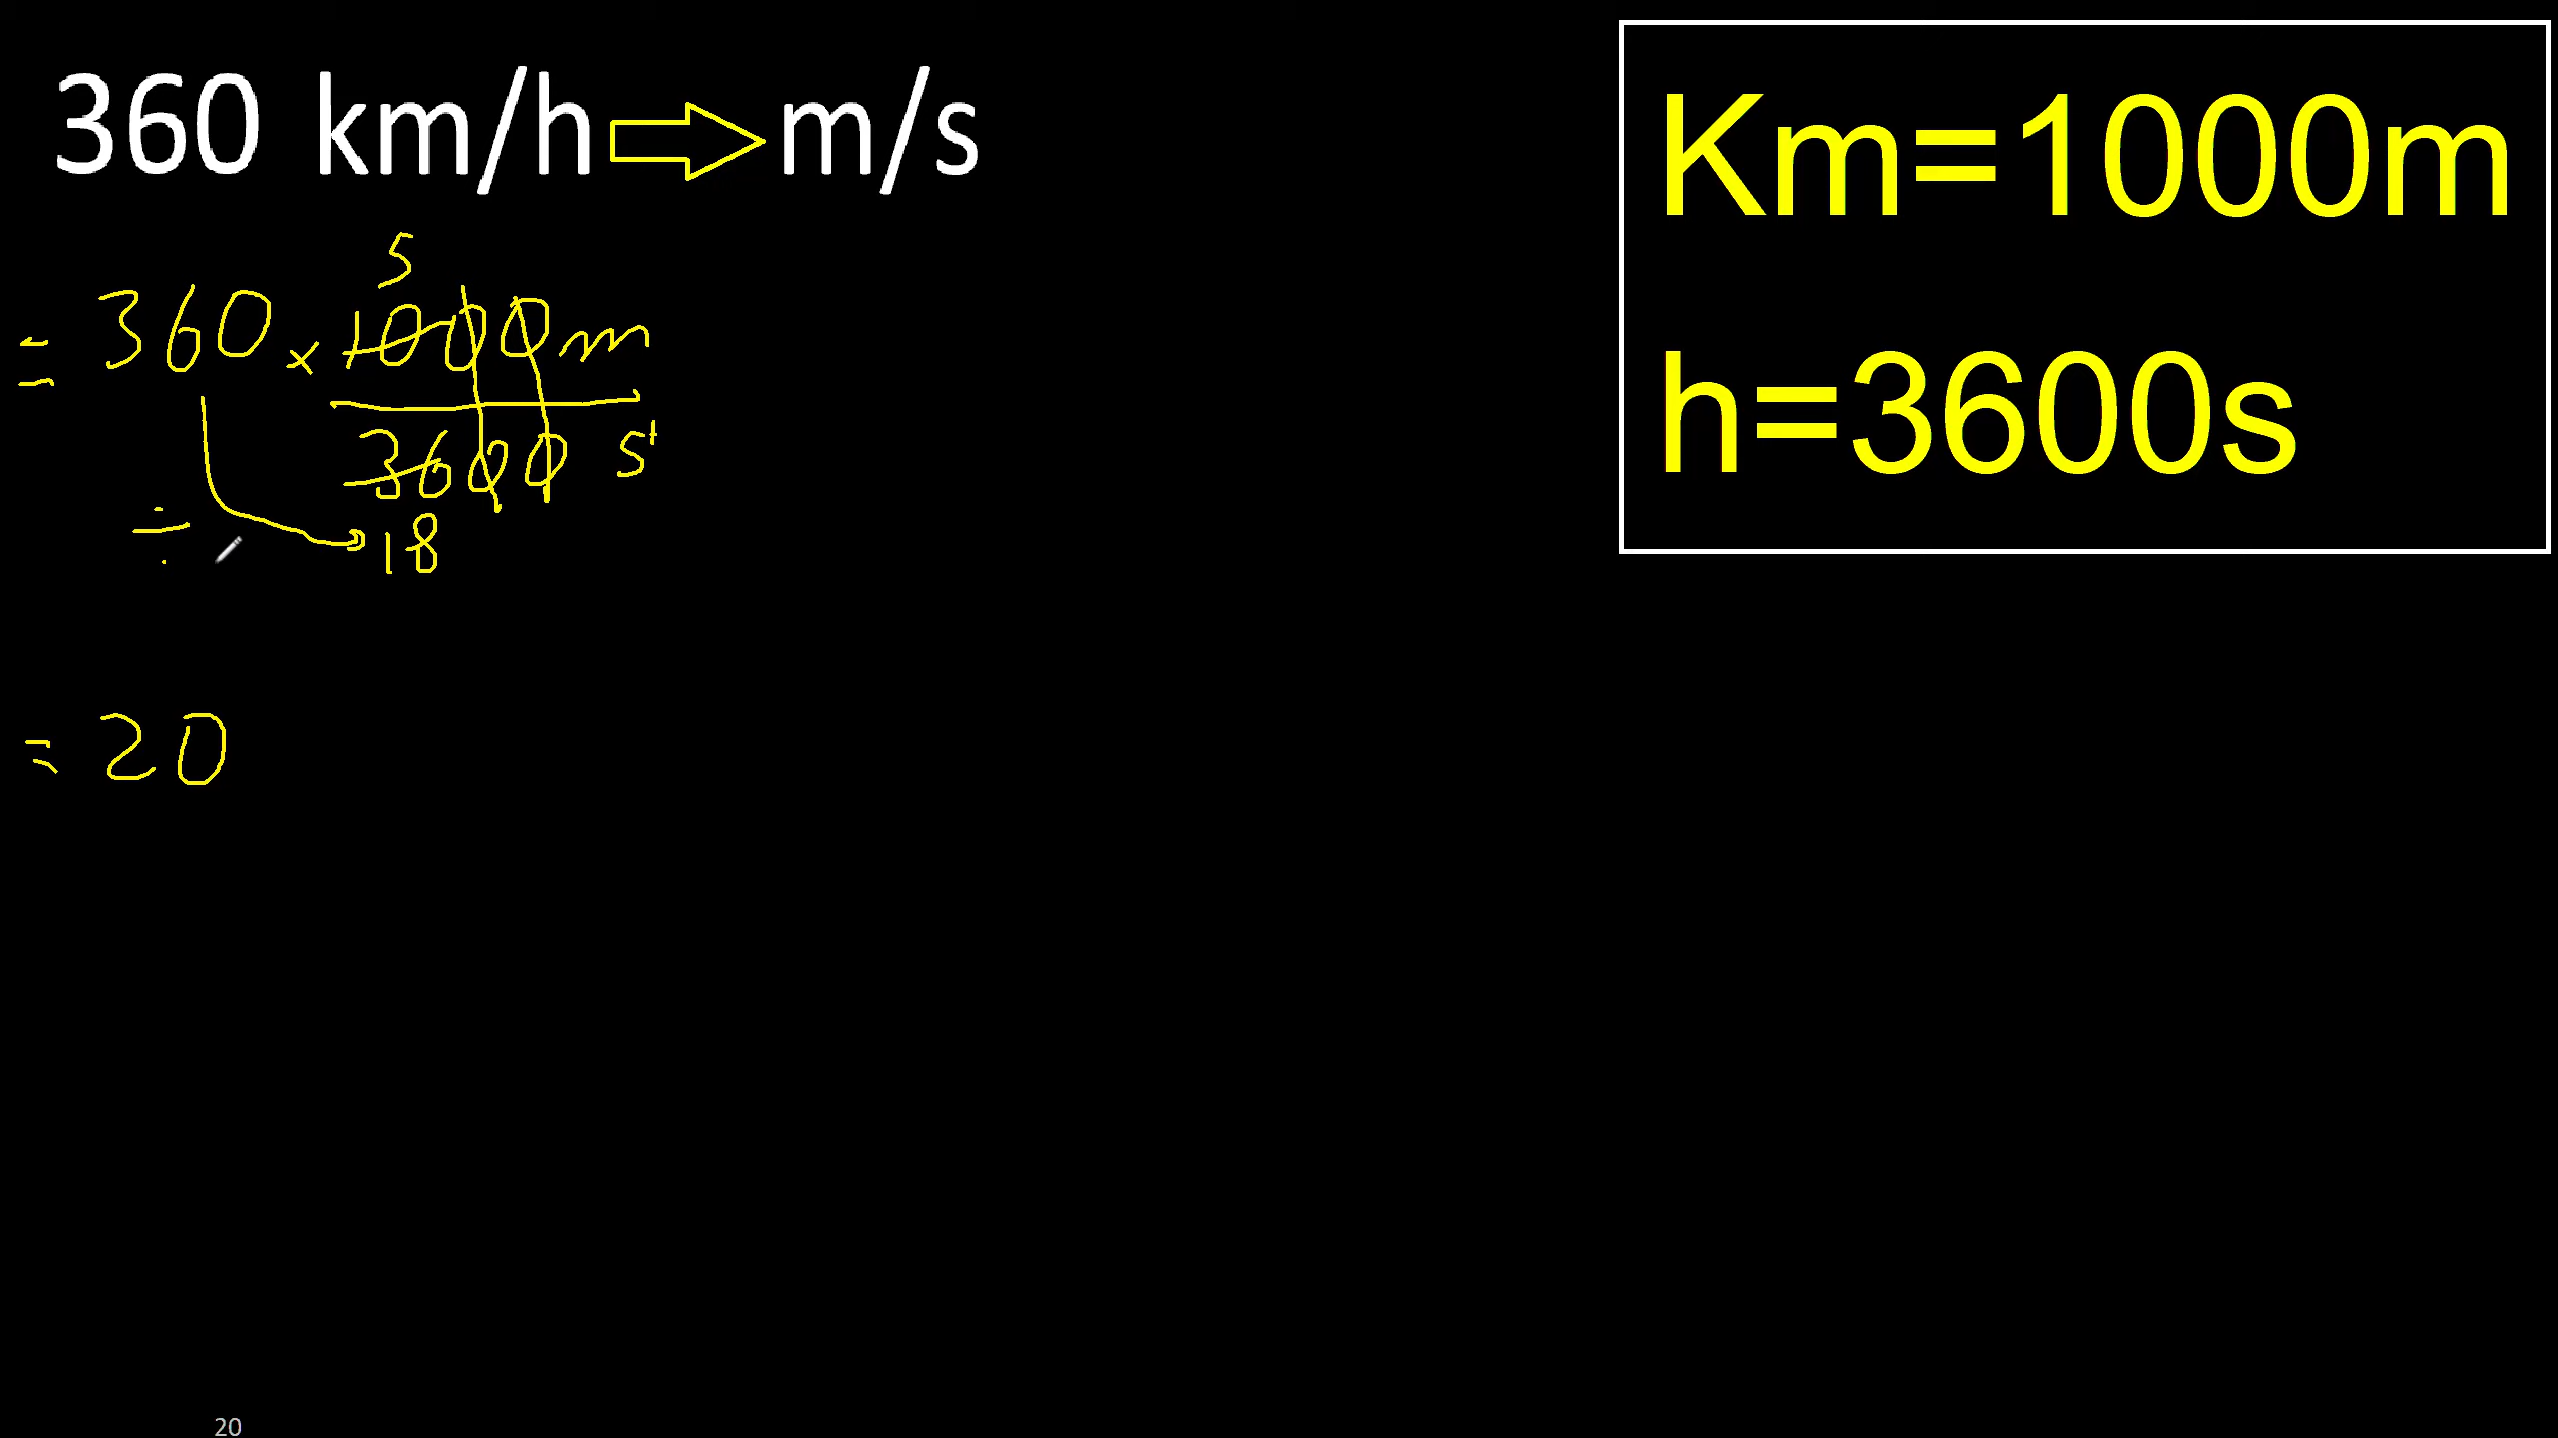 360 km/h m/s
Km=1000m
h=3600s
5
= 360 × 1000 m
3600 s
÷ 18
= 20
20